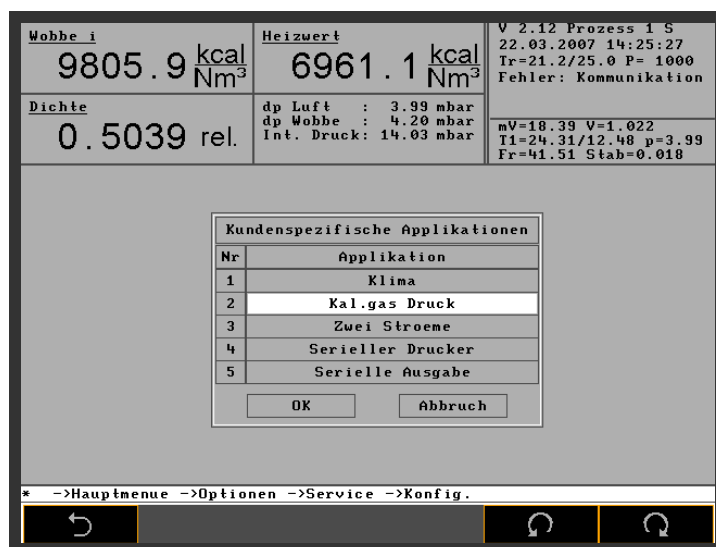 Wobbe i
9805.9 kcal
Nm³
Heizwert
6961.1 kcal
Nm³
V 2.12 Prozess 1 S
22.03.2007 14:25:27
Tr=21.2/25.0 P= 1000
Fehler: Kommunikation
Dichte
0.5039 rel.
dp Luft : 3.99 mbar
dp Wobbe : 4.20 mbar
Int. Druck: 14.03 mbar
mV=18.39 V=1.022
T1=24.31/12.48 p=3.99
Fr=41.51 Stab=0.018
Kundenspezifische Applikationen
Nr Applikation
1 Klima
2 Kal.gas Druck
3 Zwei Stroeme
4 Serieller Drucker
5 Serielle Ausgabe
OK Abbruch
* ->Hauptmenue ->Optionen ->Service ->Konfig.